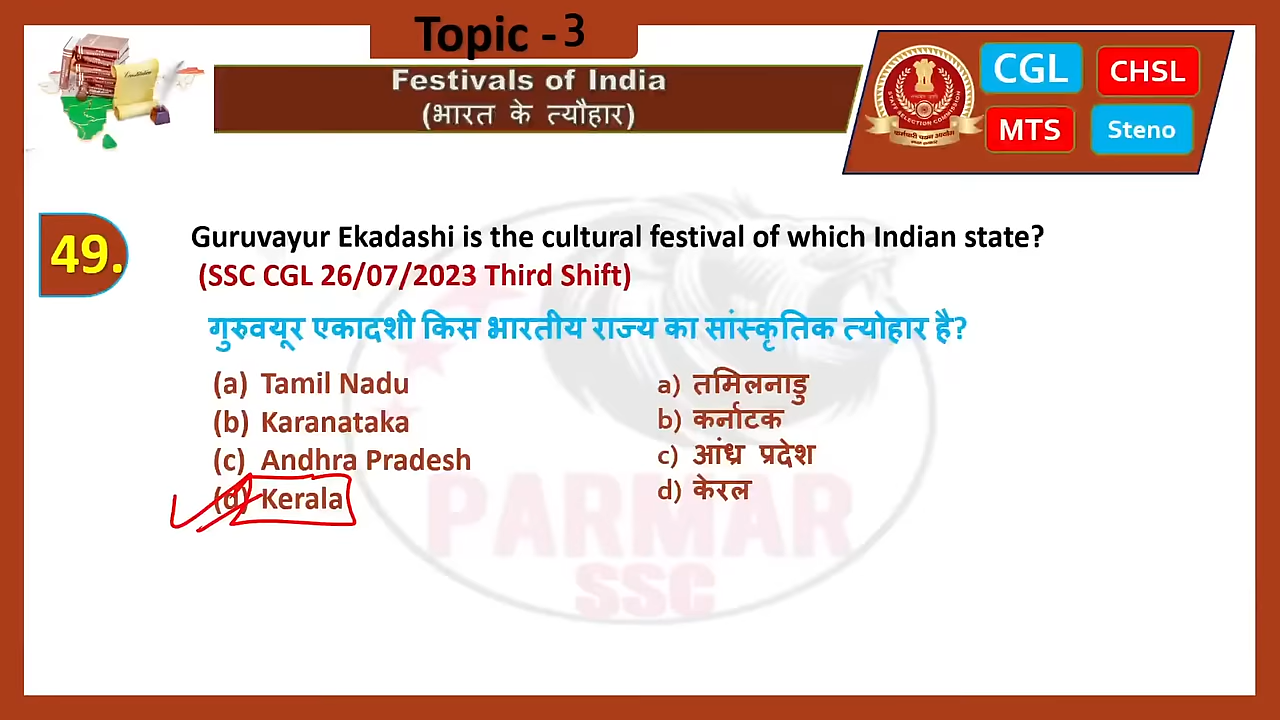 Topic -3
Festivals of India
(भारत के त्यौहार)
CGL
CHSL
MTS
Steno
49.
Guruvayur Ekadashi is the cultural festival of which Indian state?
(SSC CGL 26/07/2023 Third Shift)
गुरुवयूर एकादशी किस भारतीय राज्य का सांस्कृतिक त्योहार है?
(a) Tamil Nadu
(b) Karanataka
(c) Andhra Pradesh
(d) Kerala
a) तमिलनाडु
b) कर्नाटक
c) आंध्र प्रदेश
d) केरल
PARMAR
SSC